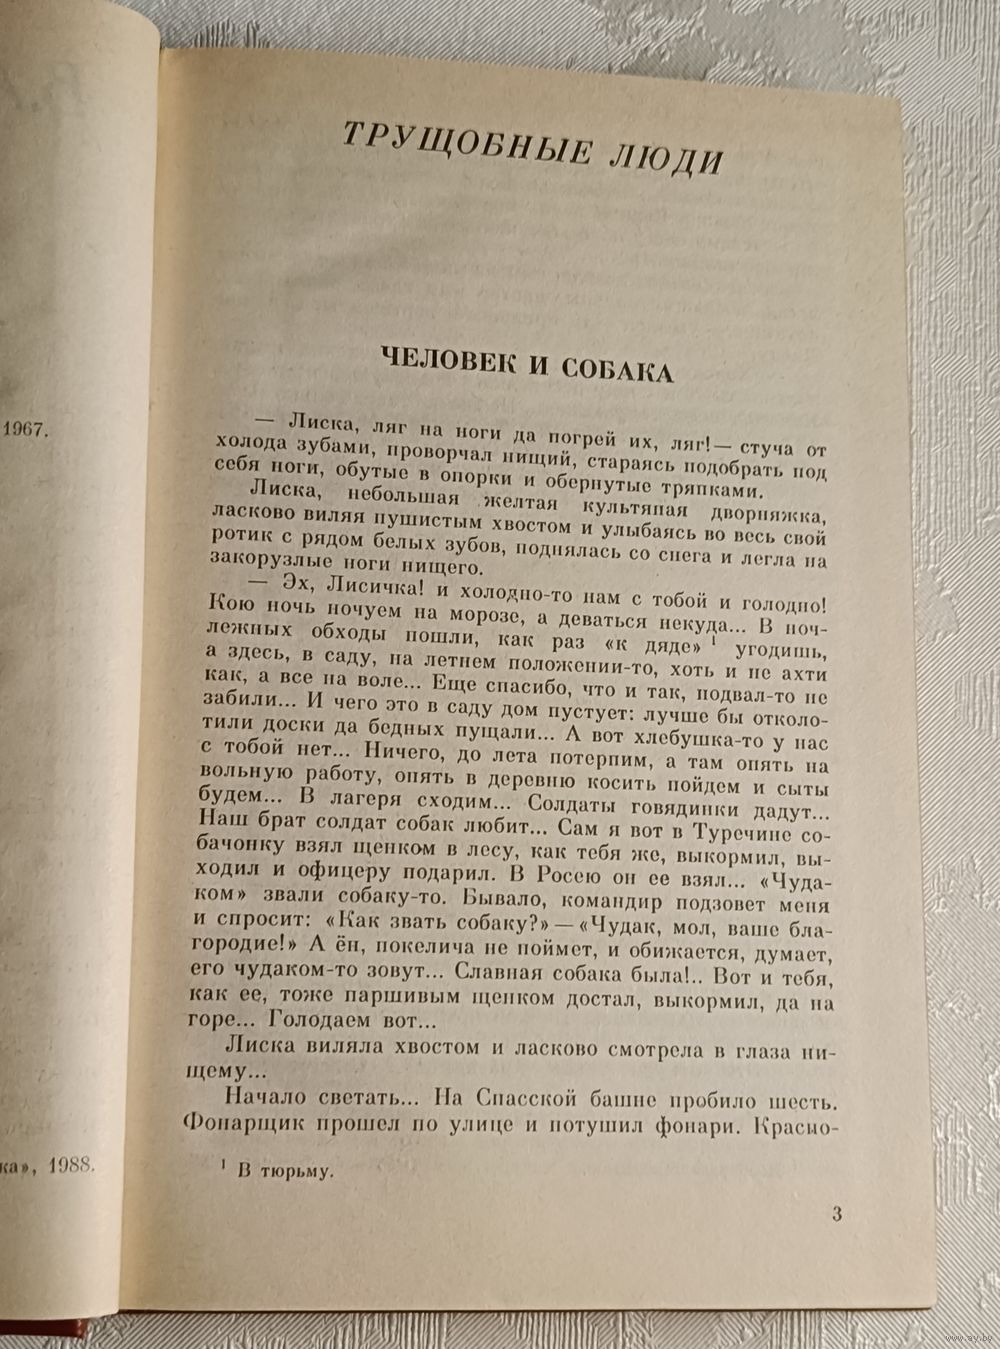 1967.
ка», 1988.
ТРУЩОБНЫЕ ЛЮДИ
ЧЕЛОВЕК И СОБАКА
— Лиска, ляг на ноги да погрей их, ляг!— стуча от
холода зубами, проворчал нищий, стараясь подобрать под
себя ноги, обутые в опорки и обернутые тряпками.
Лиска, небольшая желтая культяпая дворняжка,
ласково виляя пушистым хвостом и улыбаясь во весь свой
ротик с рядом белых зубов, поднялась со снега и легла на
закорузлые ноги нищего.
— Эх, Лисичка! и холодно-то нам с тобой и голодно!
Кою ночь ночуем на морозе, а деваться некуда... В ноч-
лежных обходы пошли, как раз «к дяде» 1 угодишь,
а здесь, в саду, на летнем положении-то, хоть и не ахти
как, а все на воле... Еще спасибо, что и так, подвал-то не
забили... И чего это в саду дом пустует: лучше бы отколо-
тили доски да бедных пущали... А вот хлебушка-то у нас
с тобой нет... Ничего, до лета потерпим, а там опять на
вольную работу, опять в деревню косить пойдем и сыты
будем... В лагеря сходим... Солдаты говядинки дадут...
Наш брат солдат собак любит... Сам я вот в Туречине со-
бачонку взял щенком в лесу, как тебя же, выкормил, вы-
ходил и офицеру подарил. В Росею он ее взял... «Чуда-
ком» звали собаку-то. Бывало, командир подзовет меня
и спросит: «Как звать собаку?» — «Чудак, мол, ваше бла-
городие!» А ён, покелича не поймет, и обижается, думает,
его чудаком-то зовут... Славная собака была!.. Вот и тебя,
как ее, тоже паршивым щенком достал, выкормил, да на
горе... Голодаем вот...
Лиска виляла хвостом и ласково смотрела в глаза ни-
щему...
Начало светать... На Спасской башне пробило шесть.
Фонарщик прошел по улице и потушил фонари. Красно-
1 В тюрьму.
3
www.ay.by